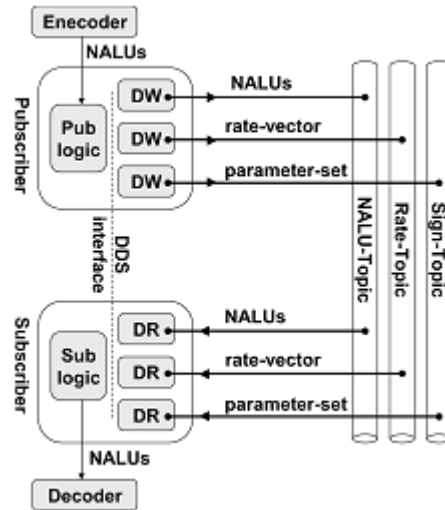 Enecoder
NALUs
Pubscriber
Pub
logic
DW
NALUs
DW
rate-vector
DW
parameter-set
DDS
interface
NALU-Topic
Rate-Topic
Sign-Topic
Subscriber
Sub
logic
DR
NALUs
DR
rate-vector
DR
parameter-set
NALUs
Decoder